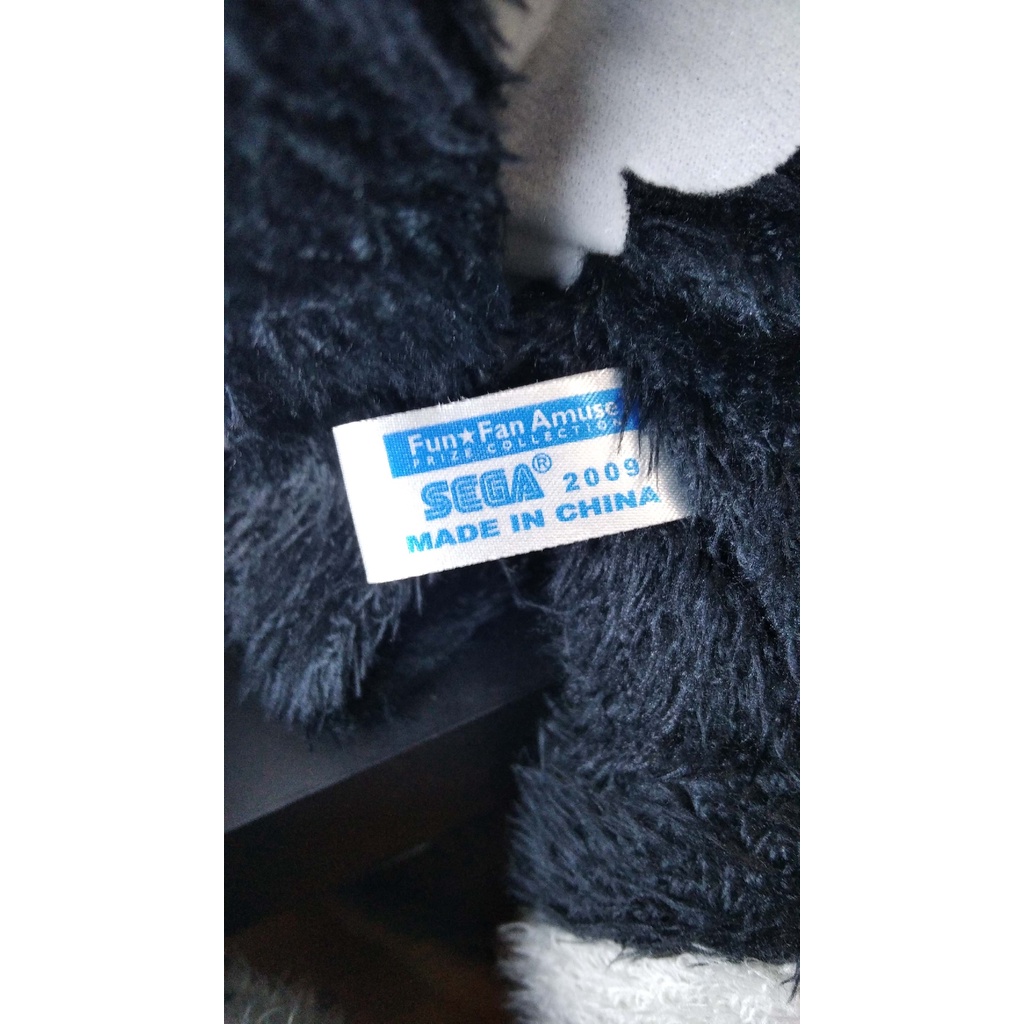 Fun★Fan Amuse
PRIZE COLLECTION
SEGA® 2009
MADE IN CHINA